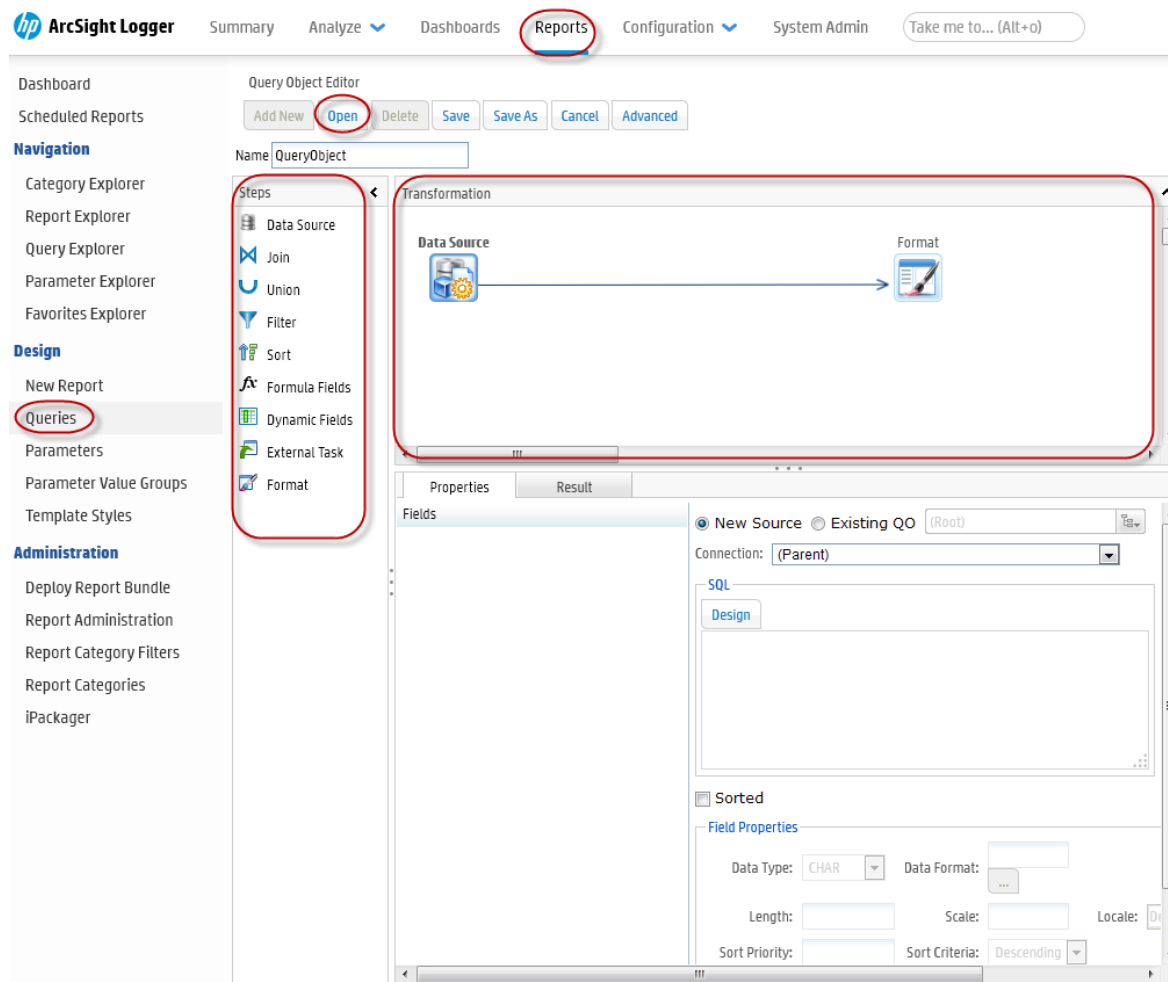 hp ArcSight Logger Summary Analyze Dashboards Reports Configuration System Admin Take me to... (Alt+o)
Dashboard
Scheduled Reports
Navigation
Category Explorer
Report Explorer
Query Explorer
Parameter Explorer
Favorites Explorer
Design
New Report
Queries
Parameters
Parameter Value Groups
Template Styles
Administration
Deploy Report Bundle
Report Administration
Report Category Filters
Report Categories
iPackager
Query Object Editor
Add New Open Delete Save Save As Cancel Advanced
Name QueryObject
Steps
Data Source
Join
Union
Filter
Sort
fx Formula Fields
Dynamic Fields
External Task
Format
Transformation
Data Source Format
Properties Result
Fields
New Source Existing QO (Root)
Connection: (Parent)
SQL
Design
Sorted
Field Properties
Data Type: CHAR Data Format:
...
Length: Scale: Locale:
Sort Priority: Sort Criteria: Descending